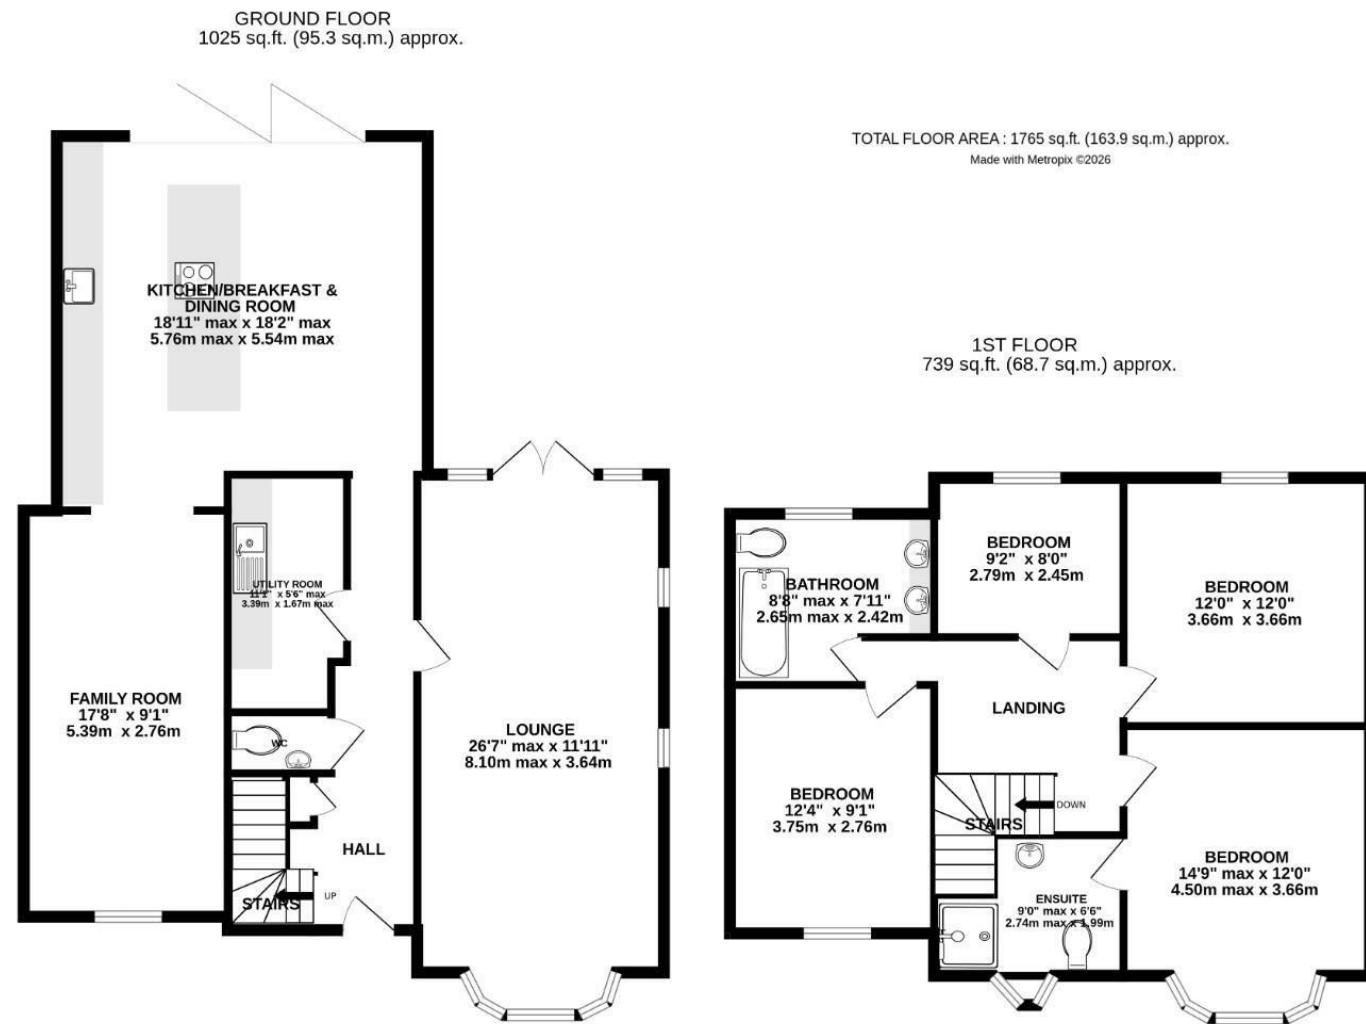 GROUND FLOOR
1025 sq.ft. (95.3 sq.m.) approx.
TOTAL FLOOR AREA : 1765 sq.ft. (163.9 sq.m.) approx.
Made with Metropix ©2026
KITCHEN/BREAKFAST &
DINING ROOM
18'11" max x 18'2" max
5.76m max x 5.54m max
UTILITY ROOM
11'1" x 5'6" max
3.39m x 1.67m max
FAMILY ROOM
17'8" x 9'1"
5.39m x 2.76m
WC
LOUNGE
26'7" max x 11'11"
8.10m max x 3.64m
HALL
UP
STAIRS
1ST FLOOR
739 sq.ft. (68.7 sq.m.) approx.
BEDROOM
9'2" x 8'0"
2.79m x 2.45m
BATHROOM
8'8" max x 7'11"
2.65m max x 2.42m
BEDROOM
12'0" x 12'0"
3.66m x 3.66m
LANDING
BEDROOM
12'4" x 9'1"
3.75m x 2.76m
DOWN
STAIRS
BEDROOM
14'9" max x 12'0"
4.50m max x 3.66m
ENSUITE
9'0" max x 6'6"
2.74m max x 1.99m